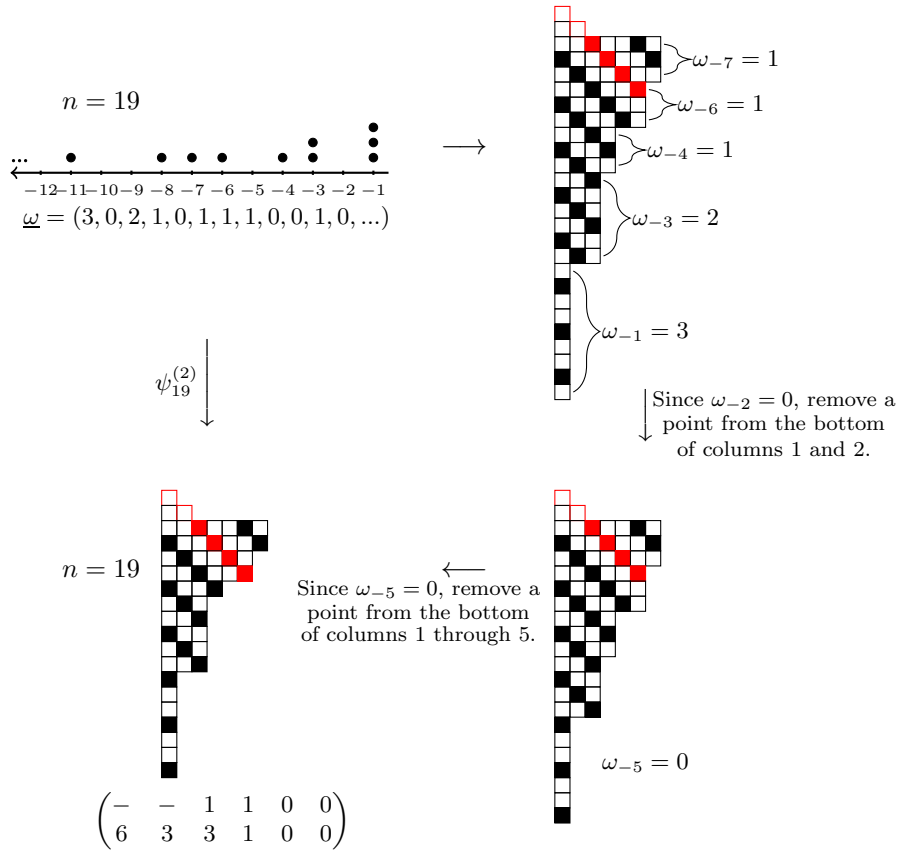 n = 19
...
−12 −11 −10 −9 −8 −7 −6 −5 −4 −3 −2 −1
ω = (3, 0, 2, 1, 0, 1, 1, 1, 0, 0, 1, 0, ...)
ω₋₇ = 1
ω₋₆ = 1
ω₋₄ = 1
ω₋₃ = 2
ω₋₁ = 3
ψ₁₉⁽²⁾
Since ω₋₂ = 0, remove a
point from the bottom
of columns 1 and 2.
n = 19
Since ω₋₅ = 0, remove a
point from the bottom
of columns 1 through 5.
ω₋₅ = 0
− − 1 1 0 0
6 3 3 1 0 0